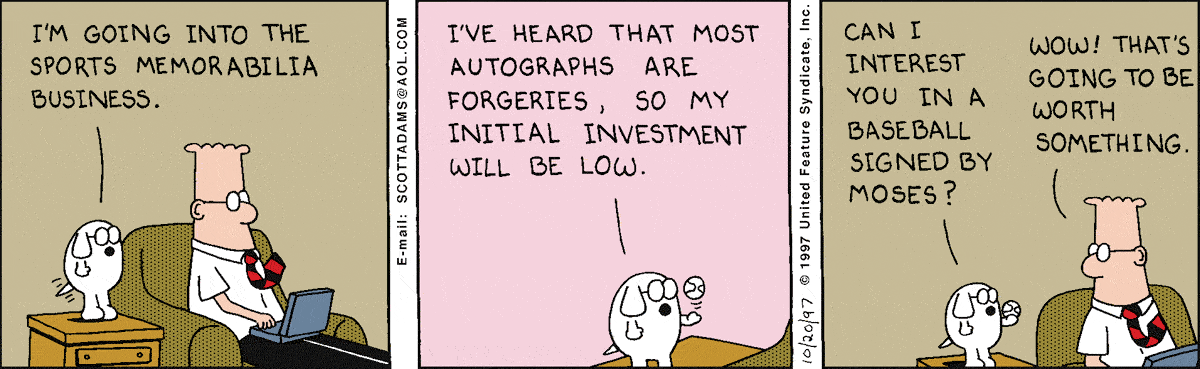 I'M GOING INTO THE
SPORTS MEMORABILIA
BUSINESS.
E-mail: SCOTTADAMS@AOL.COM
I'VE HEARD THAT MOST
AUTOGRAPHS ARE
FORGERIES, SO MY
INITIAL INVESTMENT
WILL BE LOW.
10/20/97 © 1997 United Feature Syndicate, Inc.
CAN I
INTEREST
YOU IN A
BASEBALL
SIGNED BY
MOSES?
WOW! THAT'S
GOING TO BE
WORTH
SOMETHING.